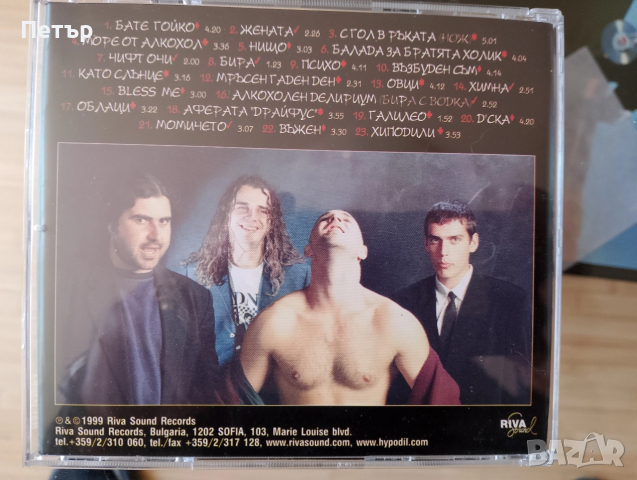 Петър
1. БАТЕ ГОЙКО 4.20 2. ЖЕНАТА 2.26 3. СТОЛ В РЪКАТА (НОЖ) 5.01
4. МОРЕ ОТ АЛКОХОЛ 3.36 5. НИЩО 3.03 6. БАЛАДА ЗА БРАТЯТА ХОЛИК 4.04
7. ЧИФТ ОЧИ 2.52 8. БИРА 1.23 9. ПСИХО 4.11 10. ВЪЗБУДЕН СЪМ 4.14
11. КАТО СЛЪНЦЕ 3.16 12. МРЪСЕН ГАДЕН ДЕН 2.31 13. ОВЦИ 4.12 14. ХИМНА 2.51
15. BLESS ME 3.00 16. АЛКОХОЛЕН ДЕЛИРИУМ (БИРА С ВОДКА) 2.52
17. ОБЛАЦИ 3.22 18. АФЕРАТА "ДРАЙФУС" 3.55 19. ГАЛИЛЕО 1.52 20. D'СКА 4.20
21. МОМИЧЕТО 3.07 22. ВЪЖЕН 3.30 23. ХИПОДИЛИ 3.53
℗ & © 1999 Riva Sound Records
Riva Sound Records, Bulgaria, 1202 SOFIA, 103, Marie Louise blvd.
tel.+359/2/310 060, tel./fax +359/2/317 128, www.rivasound.com, www.hypodil.com
RIVA Sound
bazar.bg